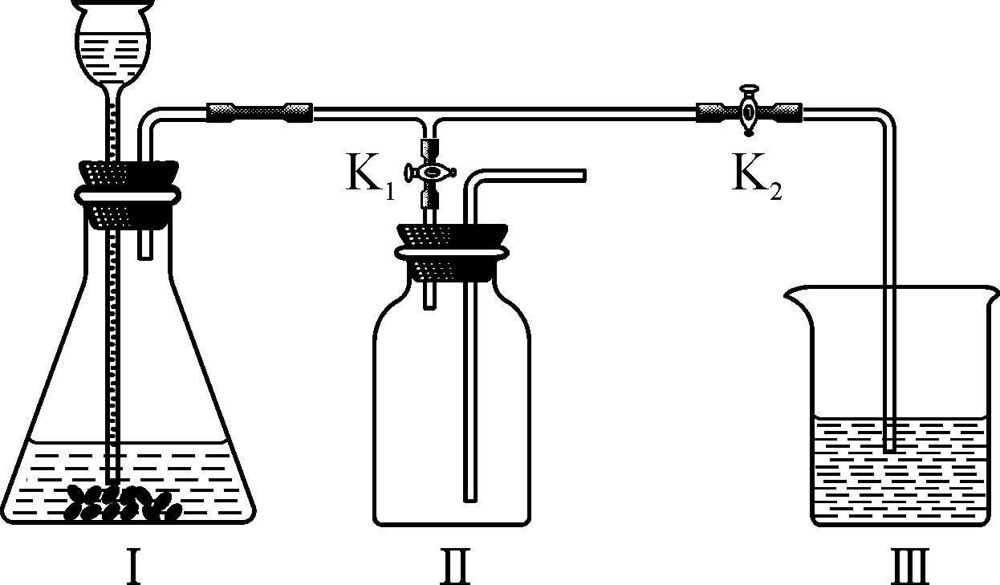 K₁
K₂
Ⅰ
Ⅱ
Ⅲ